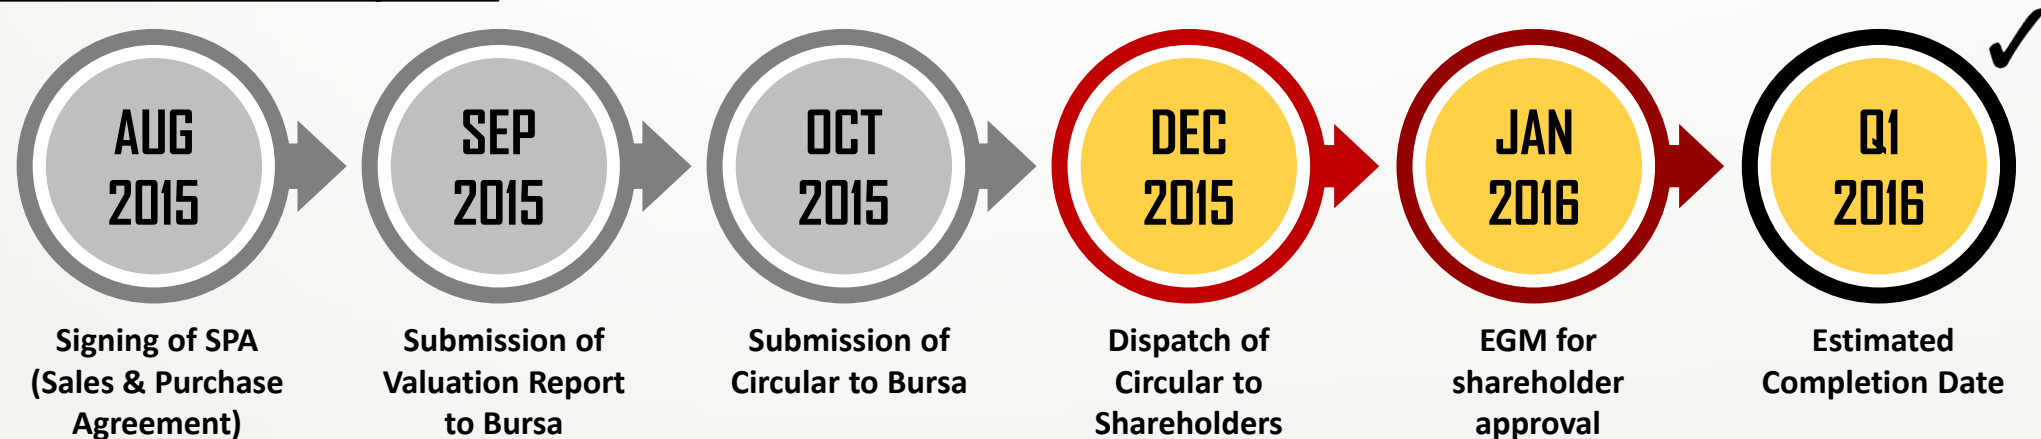 AUG
2015
SEP
2015
OCT
2015
DEC
2015
JAN
2016
Q1
2016
Signing of SPA
(Sales & Purchase
Agreement)
Submission of
Valuation Report
to Bursa
Submission of
Circular to Bursa
Dispatch of
Circular to
Shareholders
EGM for
shareholder
approval
Estimated
Completion Date